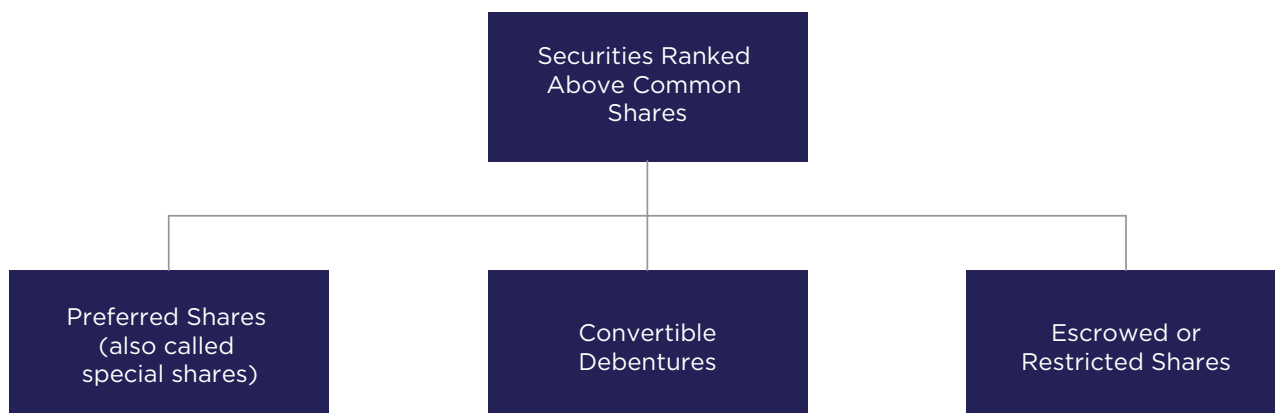 Securities Ranked
Above Common
Shares
Preferred Shares
(also called
special shares)
Convertible
Debentures
Escrowed or
Restricted Shares